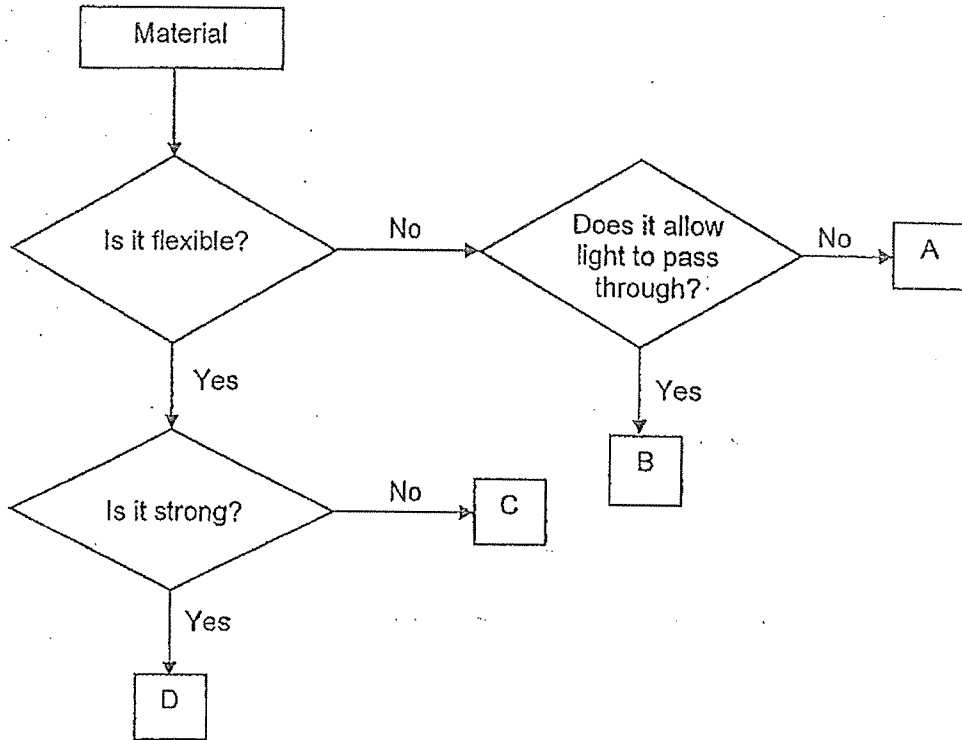 Material
Is it flexible?
No
Does it allow
light to pass
through?
No
A
Yes
Yes
B
Is it strong?
No
C
Yes
D